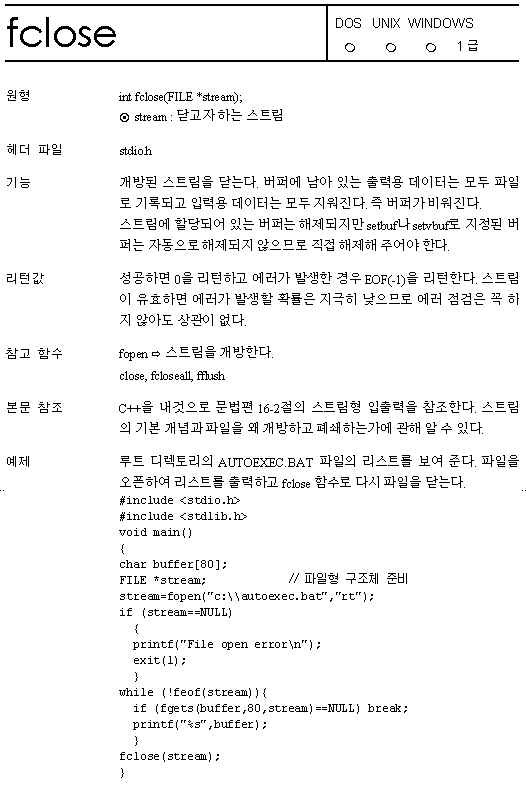 fclose
DOS UNIX WINDOWS
○ ○ ○ 1급
원형 int fclose(FILE *stream);
◉ stream : 닫고자 하는 스트림
헤더 파일 stdio.h
기능 개방된 스트림을 닫는다. 버퍼에 남아 있는 출력용 데이터는 모두 파일
로 기록되고 입력용 데이터는 모두 지워진다. 즉 버퍼가 비워진다.
스트림에 할당되어 있는 버퍼는 해제되지만 setbuf나 setvbuf로 지정된 버
퍼는 자동으로 해제되지 않으므로 직접 해제해 주어야 한다.
리턴값 성공하면 0을 리턴하고 에러가 발생한 경우 EOF(-1)을 리턴한다. 스트림
이 유효하면 에러가 발생할 확률은 지극히 낮으므로 에러 점검은 꼭 하
지 않아도 상관이 없다.
참고 함수 fopen ⇨ 스트림을 개방한다.
close, fcloseall, fflush
본문 참조 C++을 내것으로 문법편 16-2절의 스트림형 입출력을 참조한다. 스트림
의 기본 개념과 파일을 왜 개방하고 폐쇄하는가에 관해 알 수 있다.
예제 루트 디렉토리의 AUTOEXEC.BAT 파일의 리스트를 보여 준다. 파일을
오픈하여 리스트를 출력하고 fclose 함수로 다시 파일을 닫는다.
#include <stdio.h>
#include <stdlib.h>
void main()
{
char buffer[80];
FILE *stream; // 파일형 구조체 준비
stream=fopen("c:\\autoexec.bat","rt");
if (stream==NULL)
{
printf("File open error\n");
exit(1);
}
while (!feof(stream)){
if (fgets(buffer,80,stream)==NULL) break;
printf("%s",buffer);
}
fclose(stream);
}